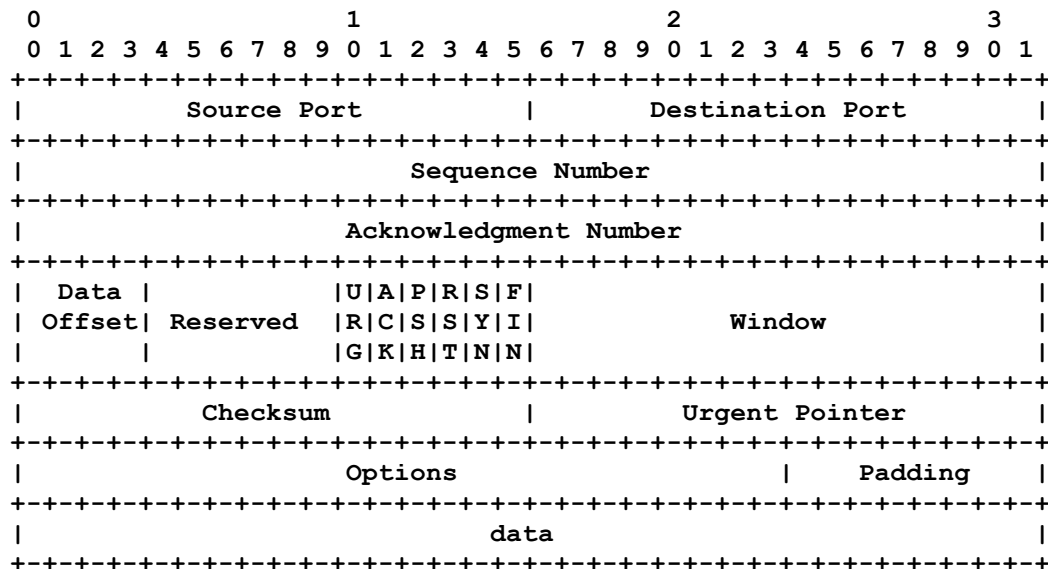 0                   1                   2                   3
 0 1 2 3 4 5 6 7 8 9 0 1 2 3 4 5 6 7 8 9 0 1 2 3 4 5 6 7 8 9 0 1
+-+-+-+-+-+-+-+-+-+-+-+-+-+-+-+-+-+-+-+-+-+-+-+-+-+-+-+-+-+-+-+-+
|          Source Port          |       Destination Port        |
+-+-+-+-+-+-+-+-+-+-+-+-+-+-+-+-+-+-+-+-+-+-+-+-+-+-+-+-+-+-+-+-+
|                        Sequence Number                        |
+-+-+-+-+-+-+-+-+-+-+-+-+-+-+-+-+-+-+-+-+-+-+-+-+-+-+-+-+-+-+-+-+
|                    Acknowledgment Number                      |
+-+-+-+-+-+-+-+-+-+-+-+-+-+-+-+-+-+-+-+-+-+-+-+-+-+-+-+-+-+-+-+-+
|  Data |           |U|A|P|R|S|F|                               |
| Offset| Reserved  |R|C|S|S|Y|I|            Window             |
|       |           |G|K|H|T|N|N|                               |
+-+-+-+-+-+-+-+-+-+-+-+-+-+-+-+-+-+-+-+-+-+-+-+-+-+-+-+-+-+-+-+-+
|           Checksum            |         Urgent Pointer        |
+-+-+-+-+-+-+-+-+-+-+-+-+-+-+-+-+-+-+-+-+-+-+-+-+-+-+-+-+-+-+-+-+
|                    Options                    |    Padding    |
+-+-+-+-+-+-+-+-+-+-+-+-+-+-+-+-+-+-+-+-+-+-+-+-+-+-+-+-+-+-+-+-+
|                             data                              |
+-+-+-+-+-+-+-+-+-+-+-+-+-+-+-+-+-+-+-+-+-+-+-+-+-+-+-+-+-+-+-+-+